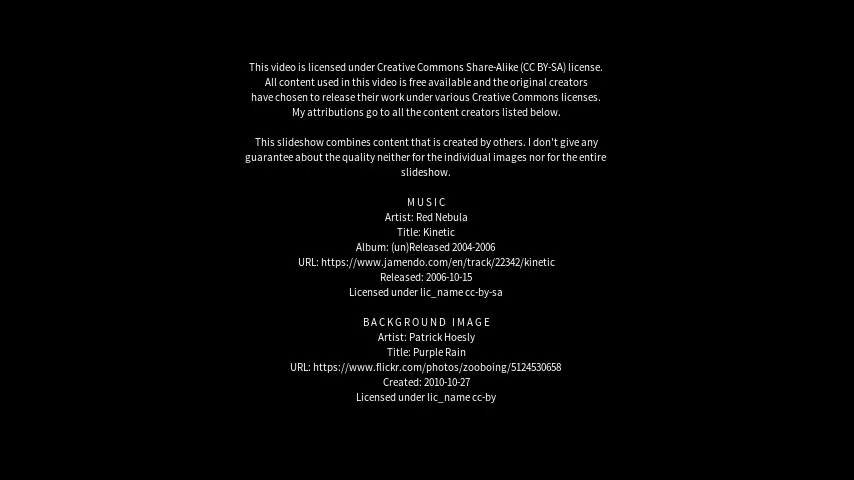 This video is licensed under Creative Commons Share-Alike (CC BY-SA) license.
All content used in this video is free available and the original creators
have chosen to release their work under various Creative Commons licenses.
My attributions go to all the content creators listed below.
This slideshow combines content that is created by others. I don't give any
guarantee about the quality neither for the individual images nor for the entire
slideshow.
MUSIC
Artist: Red Nebula
Title: Kinetic
Album: (un)Released 2004-2006
URL: https://www.jamendo.com/en/track/22342/kinetic
Released: 2006-10-15
Licensed under lic_name cc-by-sa
BACKGROUND IMAGE
Artist: Patrick Hoesly
Title: Purple Rain
URL: https://www.flickr.com/photos/zooboing/5124530658
Created: 2010-10-27
Licensed under lic_name cc-by